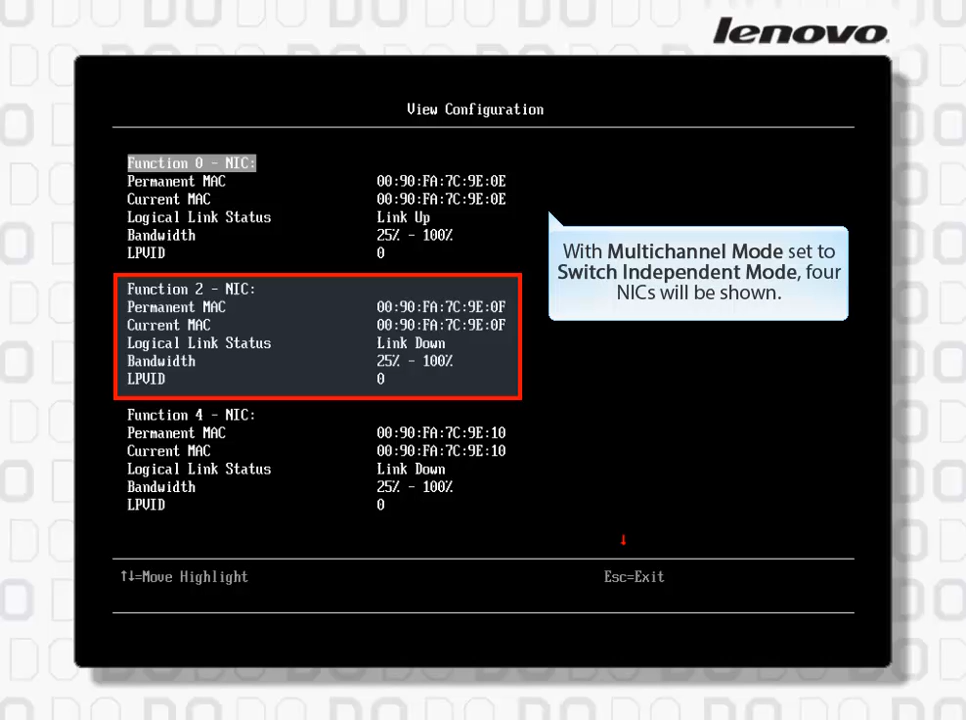 lenovo
View Configuration
Function 0 - NIC:
Permanent MAC 00:90:FA:7C:9E:0E
Current MAC 00:90:FA:7C:9E:0E
Logical Link Status Link Up
Bandwidth 25% - 100%
LPVID 0
With Multichannel Mode set to
Switch Independent Mode, four
NICs will be shown.
Function 2 - NIC:
Permanent MAC 00:90:FA:7C:9E:0F
Current MAC 00:90:FA:7C:9E:0F
Logical Link Status Link Down
Bandwidth 25% - 100%
LPVID 0
Function 4 - NIC:
Permanent MAC 00:90:FA:7C:9E:10
Current MAC 00:90:FA:7C:9E:10
Logical Link Status Link Down
Bandwidth 25% - 100%
LPVID 0
↓
↑↓=Move Highlight Esc=Exit